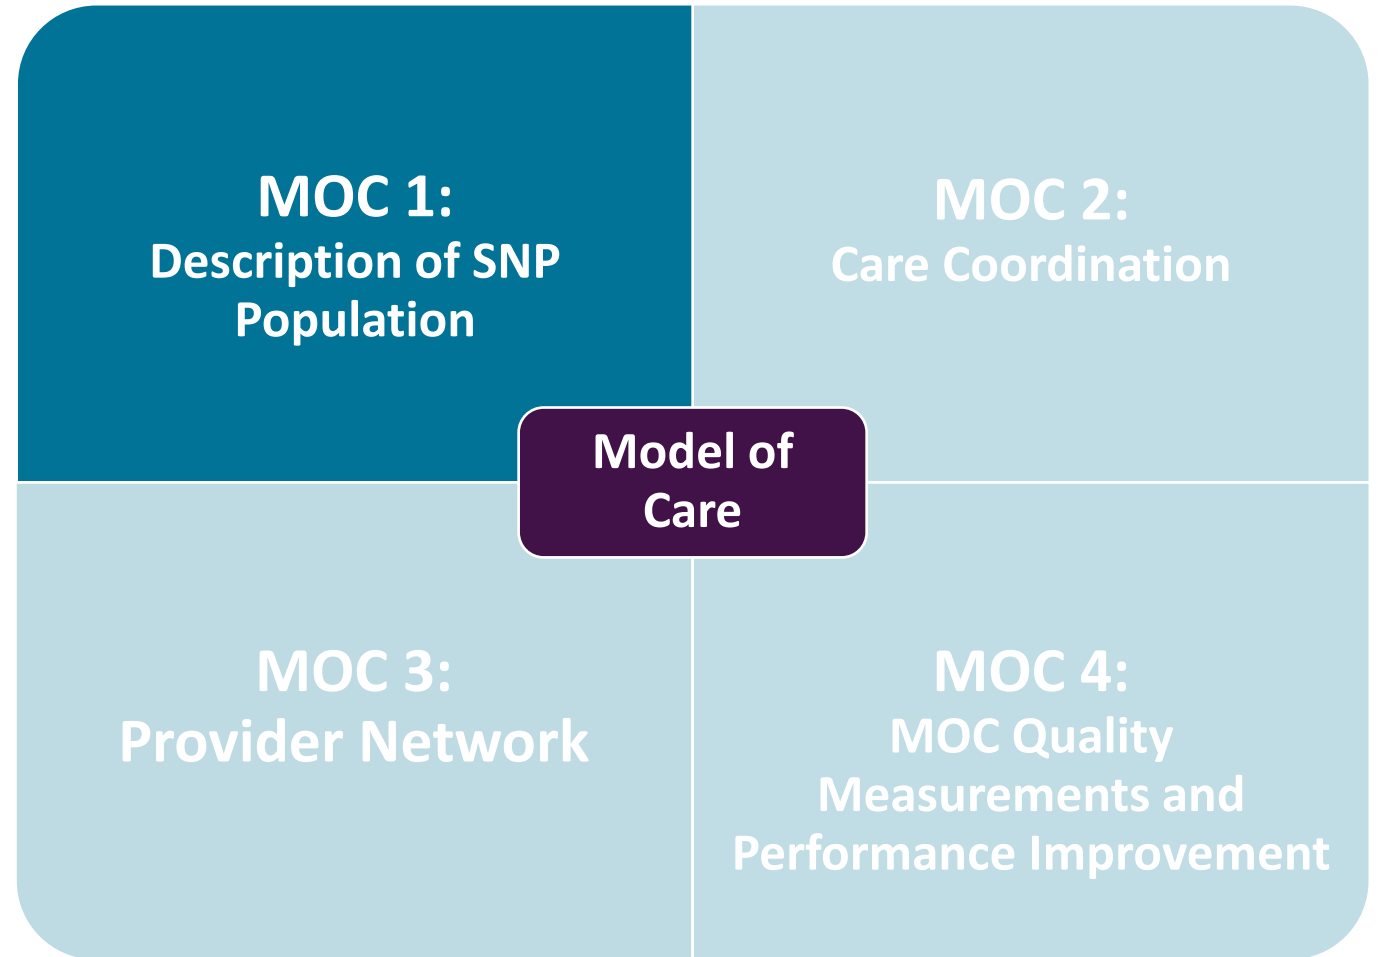 MOC 1:
Description of SNP
Population
MOC 2:
Care Coordination
Model of
Care
MOC 3:
Provider Network
MOC 4:
MOC Quality
Measurements and
Performance Improvement